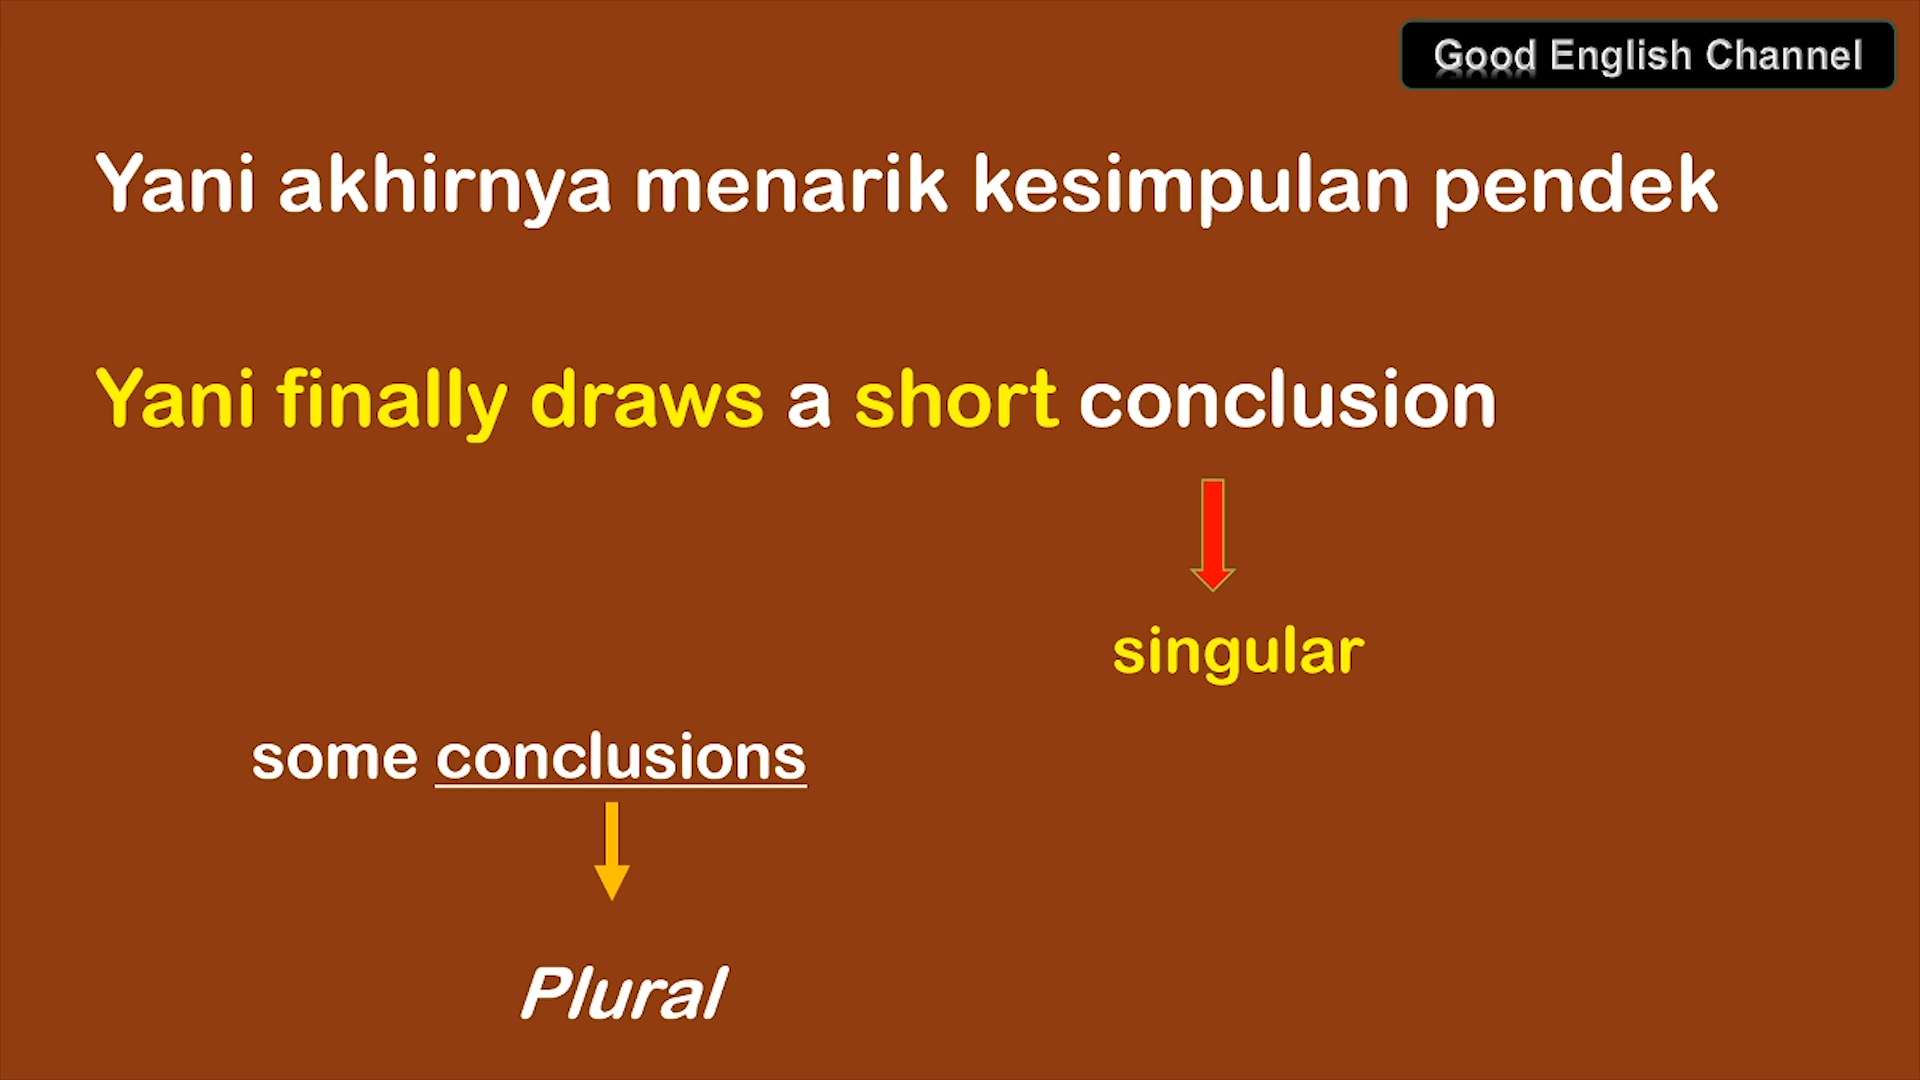 Good English Channel
Yani akhirnya menarik kesimpulan pendek
Yani finally draws a short conclusion
singular
some conclusions
Plural